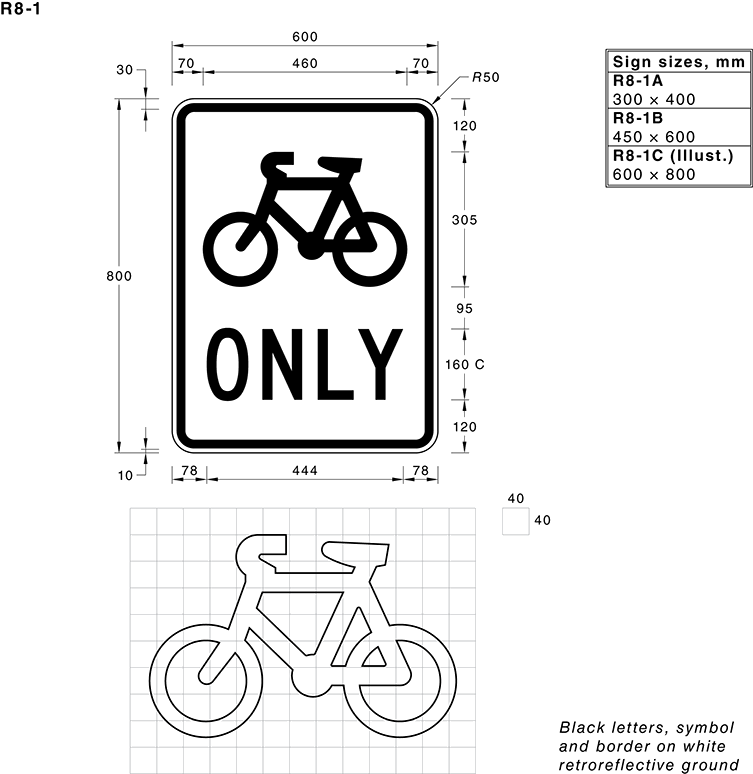 R8-1
600
70 460 70
30
R50
Sign sizes, mm
R8-1A
300 × 400
R8-1B
450 × 600
R8-1C (Illust.)
600 × 800
120
305
800
95
ONLY
160 C
120
10
78 444 78
40
40
Black letters, symbol
and border on white
retroreflective ground